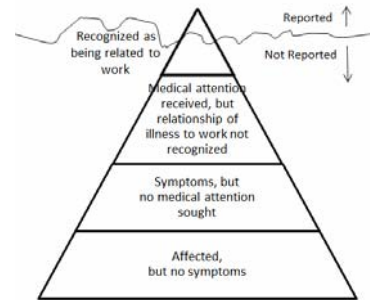 Reported
Recognized as
being related to
work
Not Reported
Medical attention
received, but
relationship of
illness to work not
recognized
Symptoms, but
no medical attention
sought
Affected,
but no symptoms